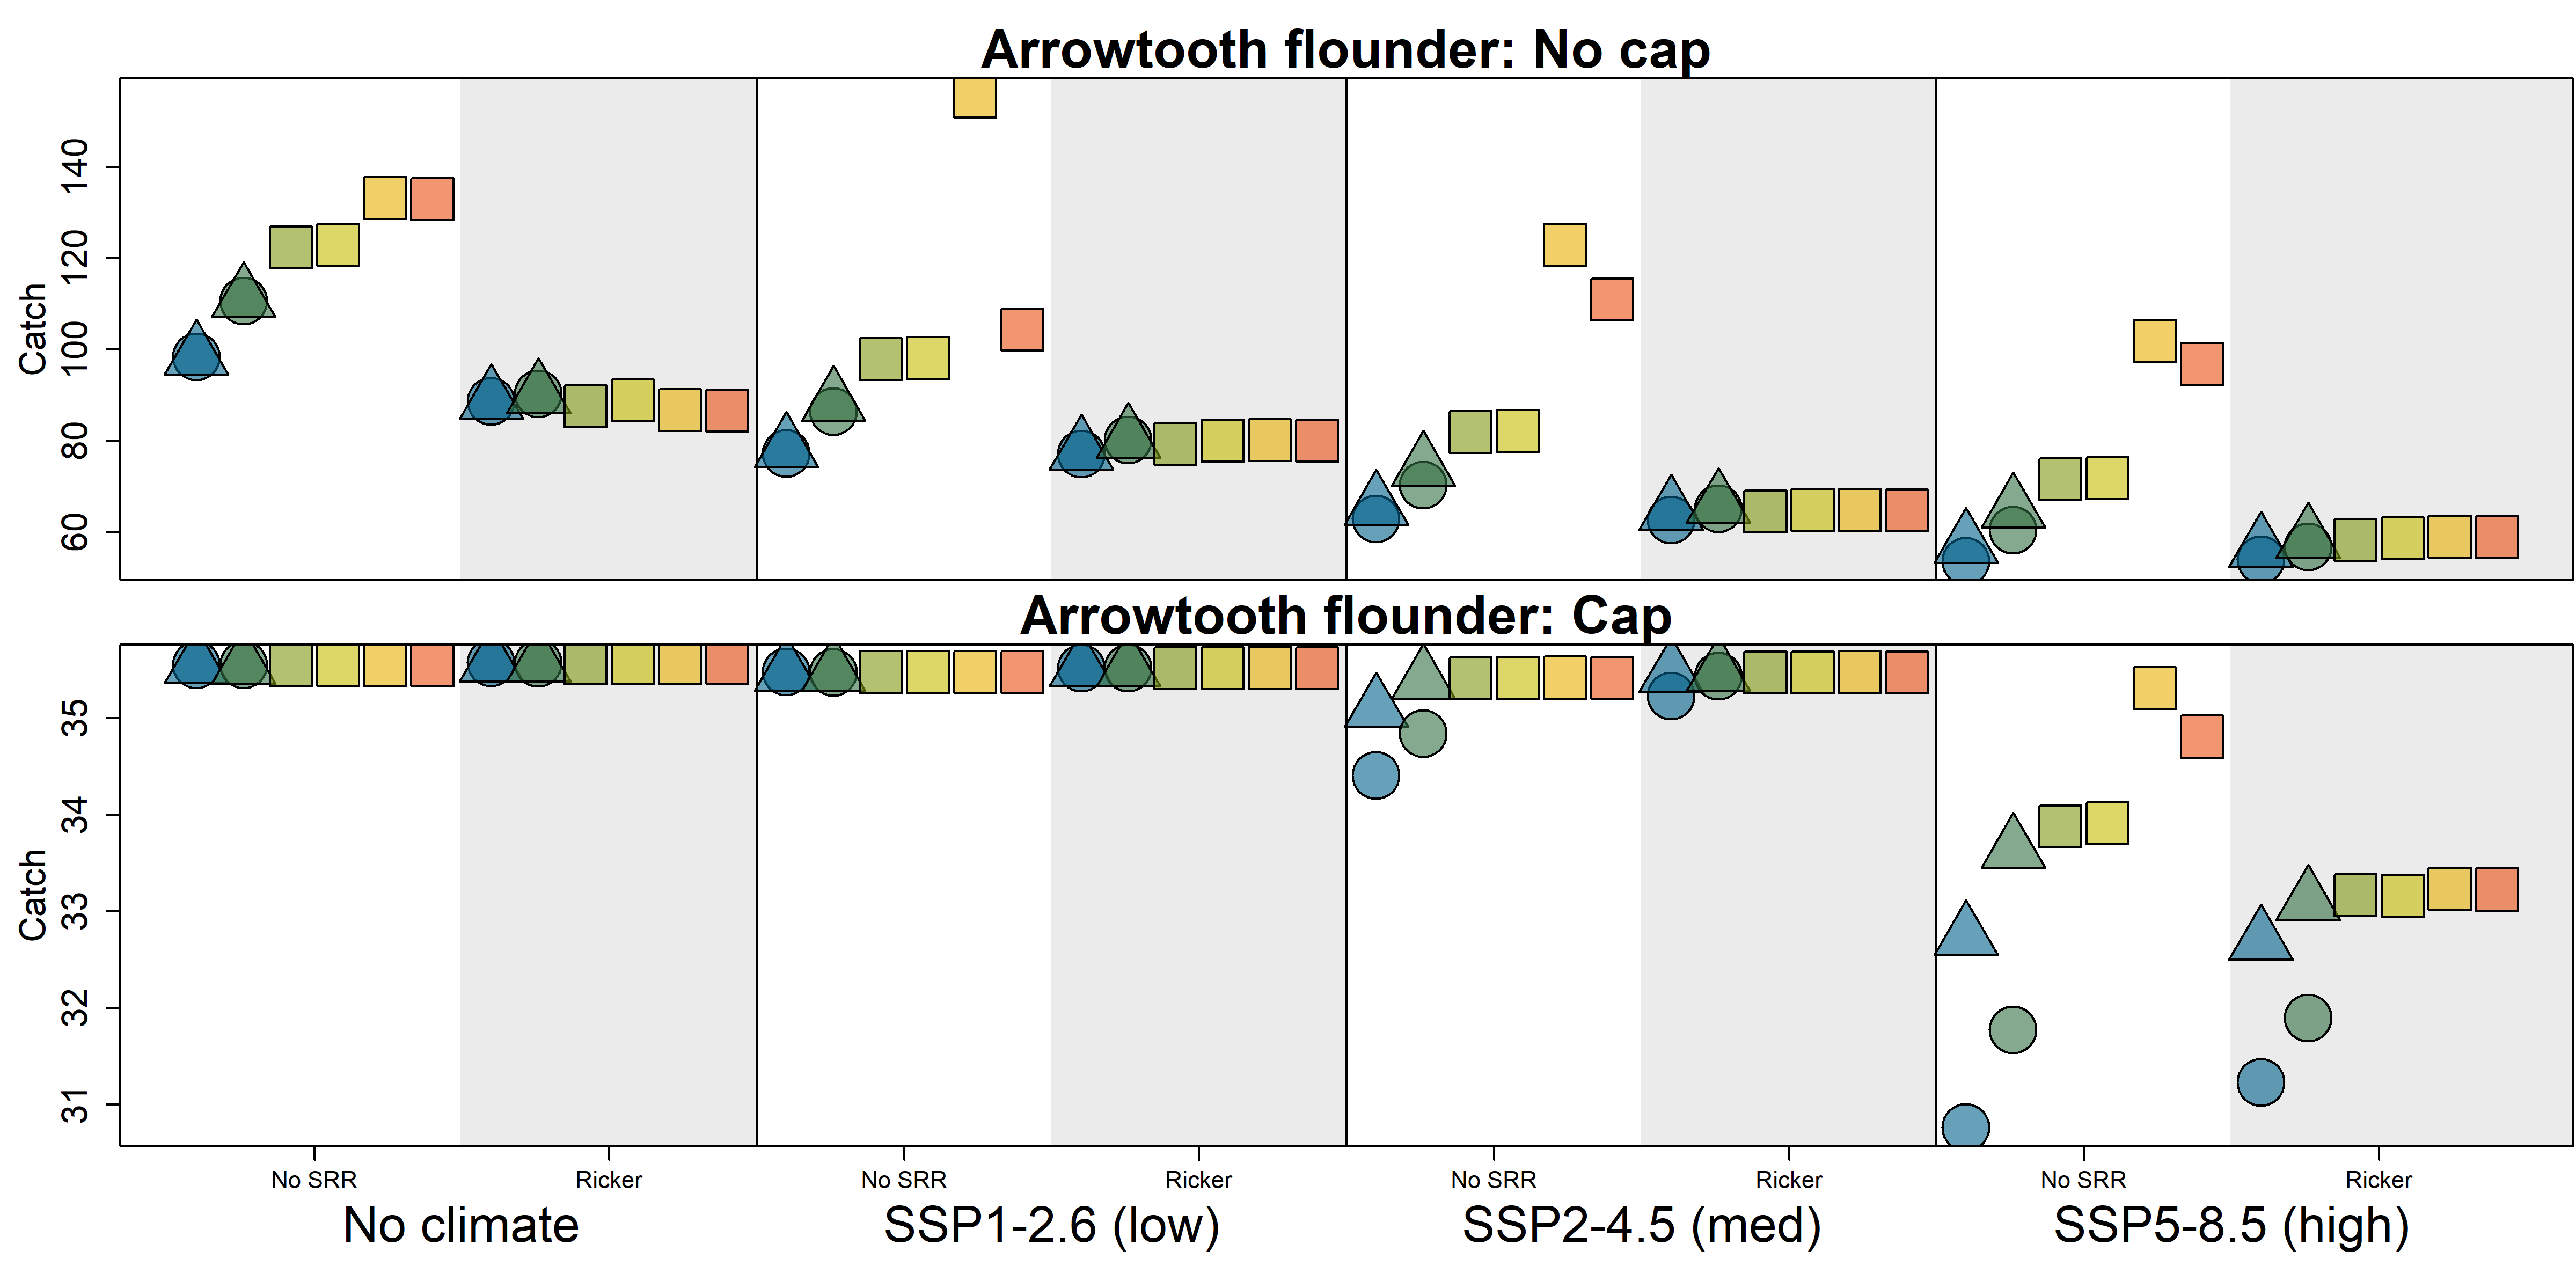 Arrowtooth flounder: No cap
Catch
140
120
100
80
60
Arrowtooth flounder: Cap
Catch
35
34
33
32
31
No SRR Ricker No SRR Ricker No SRR Ricker No SRR Ricker
No climate SSP1-2.6 (low) SSP2-4.5 (med) SSP5-8.5 (high)